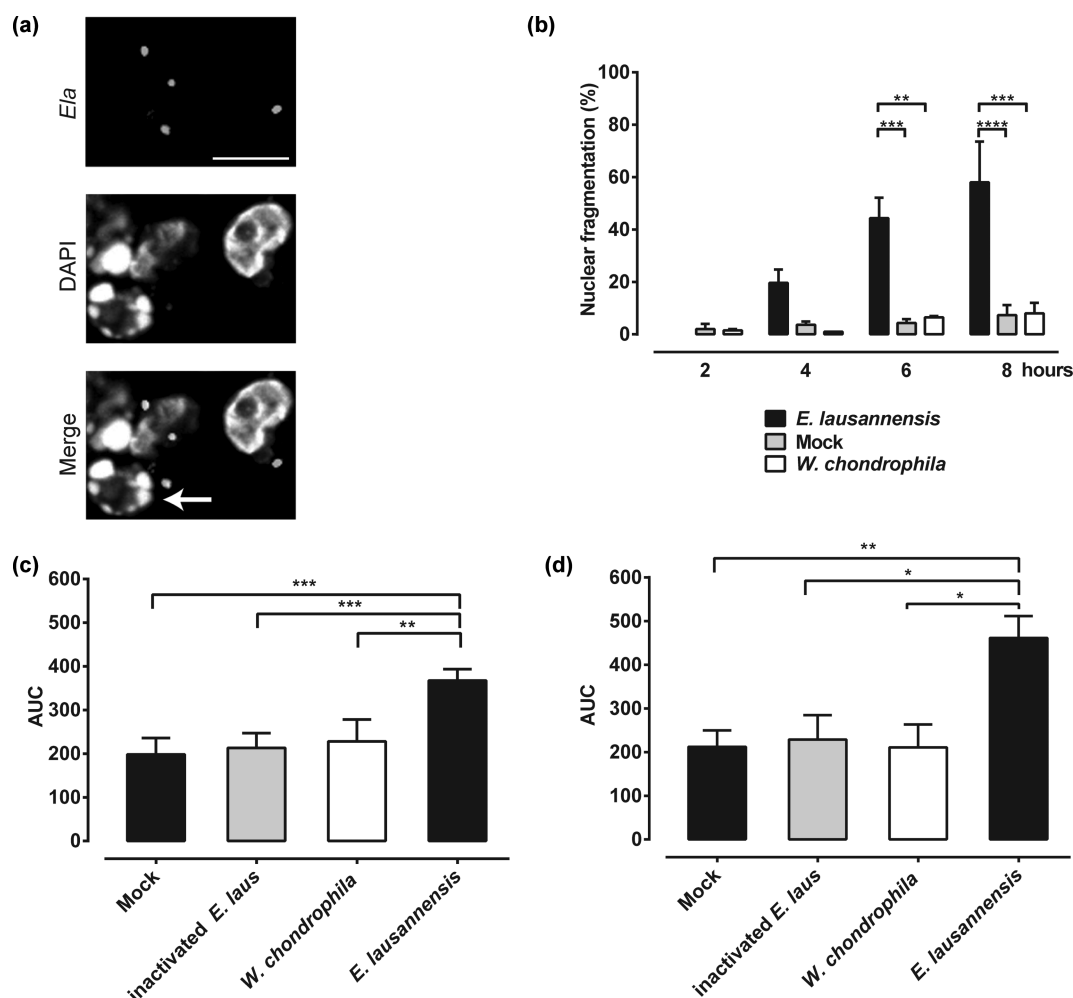 (a)
Ela
DAPI
Merge
(b)
Nuclear fragmentation (%)
100
80
60
40
20
0
**
***
***
****
2 4 6 8 hours
E. lausannensis
Mock
W. chondrophila
(c)
AUC
600
500
400
300
200
100
0
***
***
**
Mock
inactivated E. laus
W. chondrophila
E. lausannensis
(d)
AUC
600
500
400
300
200
100
0
**
*
*
Mock
inactivated E. laus
W. chondrophila
E. lausannensis